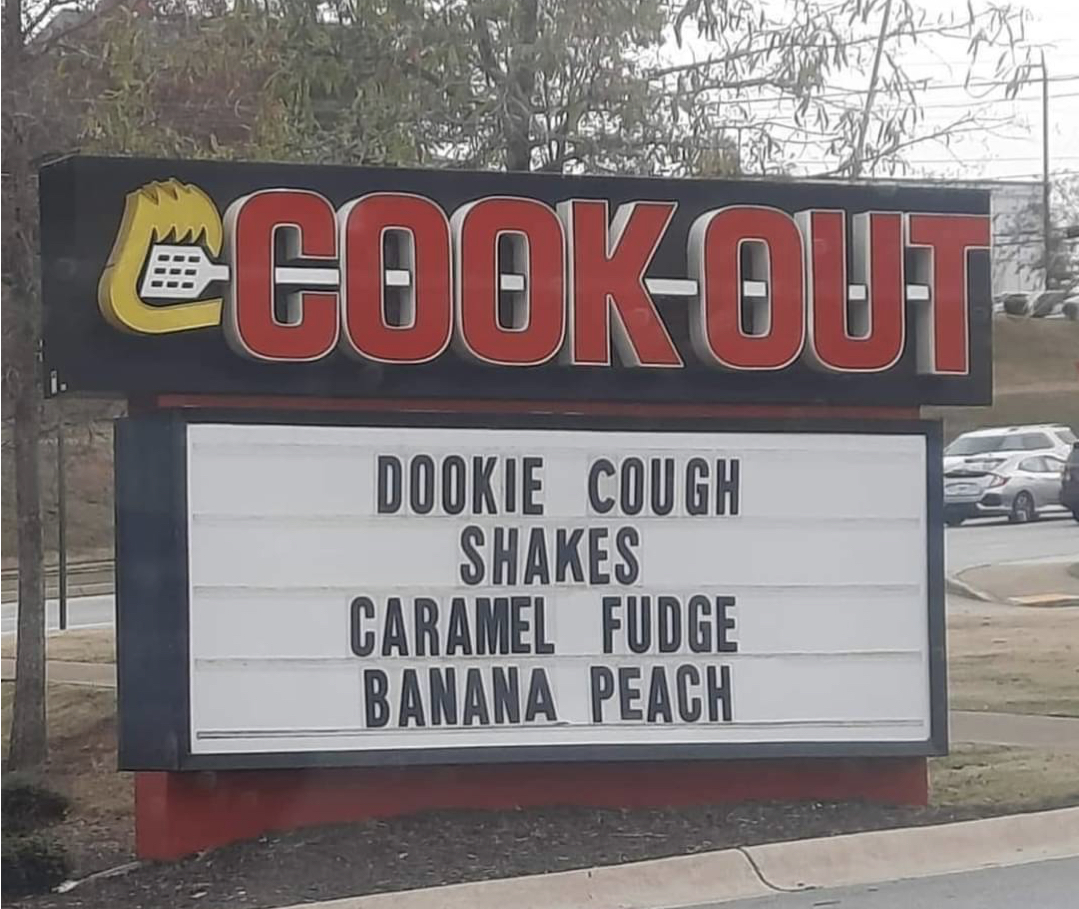 COOK OUT
DOOKIE COUGH
SHAKES
CARAMEL FUDGE
BANANA PEACH